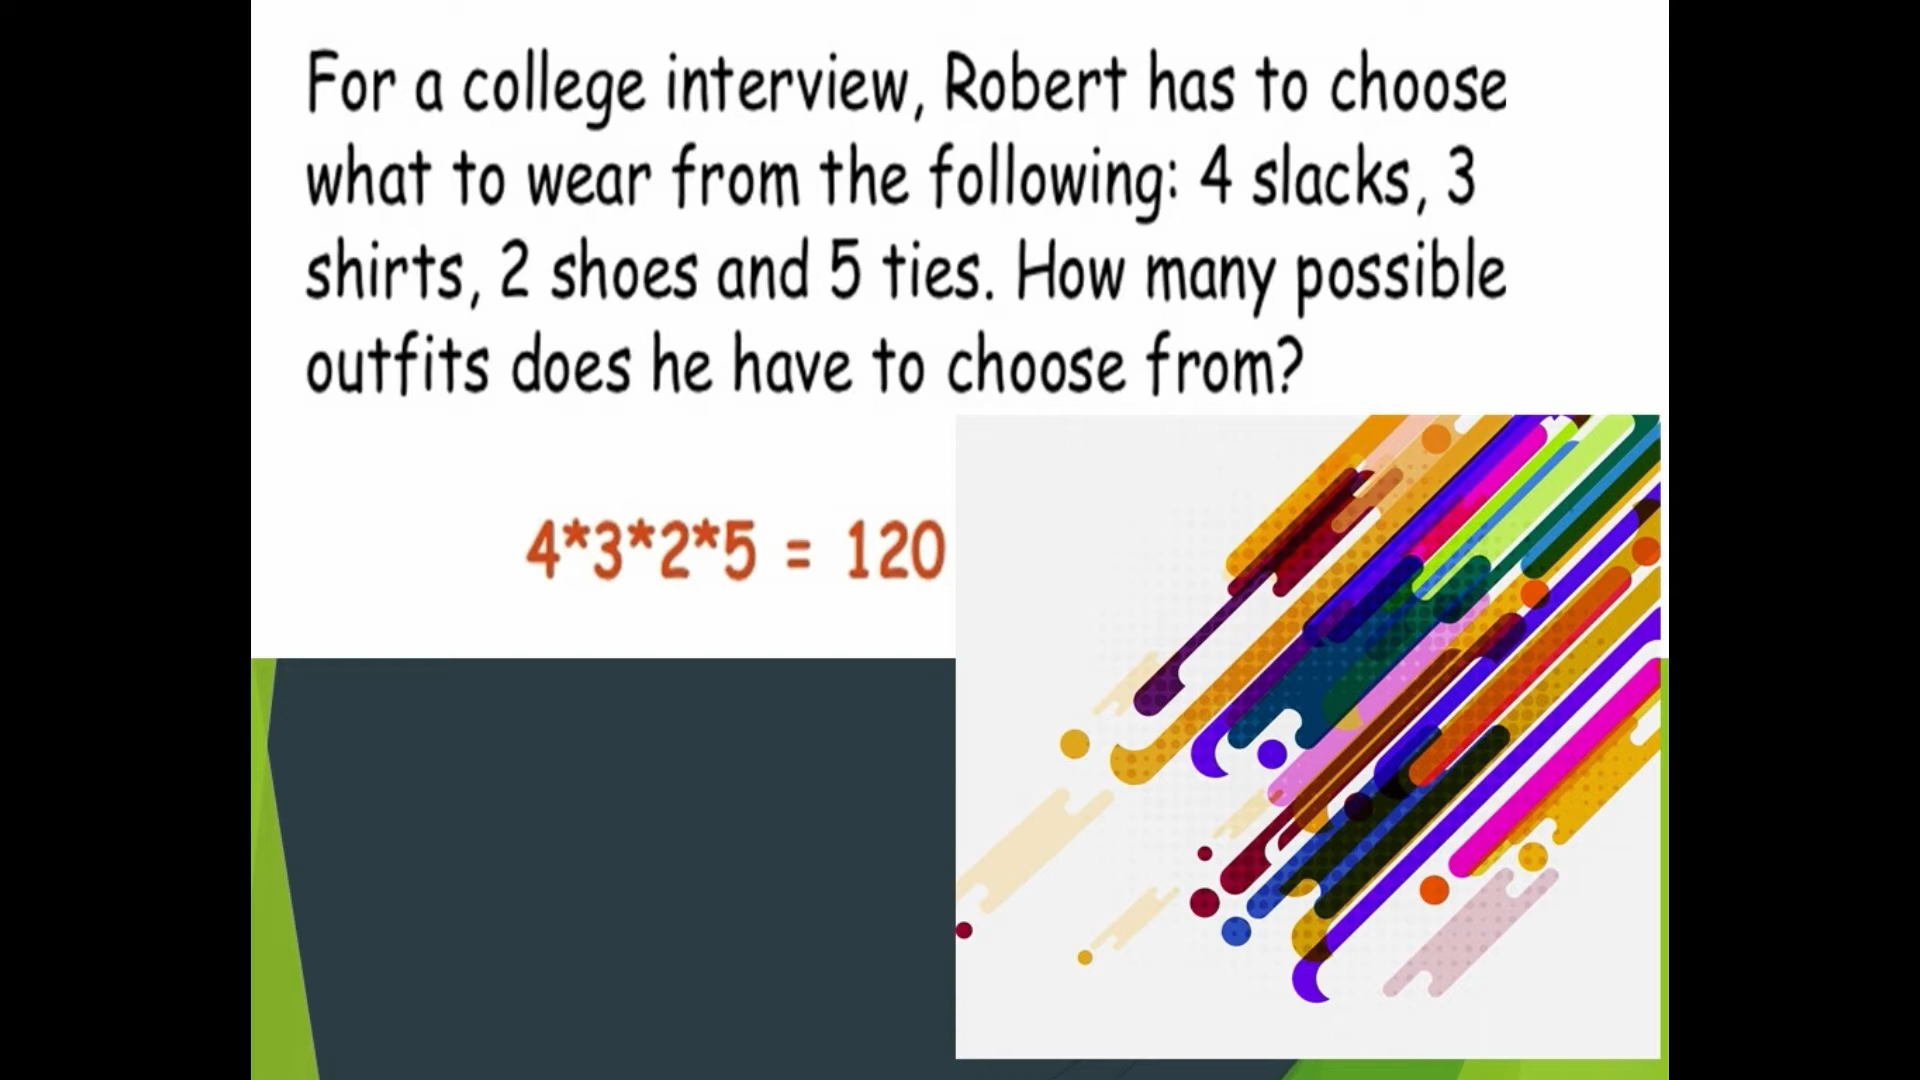 For a college interview, Robert has to choose
what to wear from the following: 4 slacks, 3
shirts, 2 shoes and 5 ties. How many possible
outfits does he have to choose from?
4*3*2*5 = 120